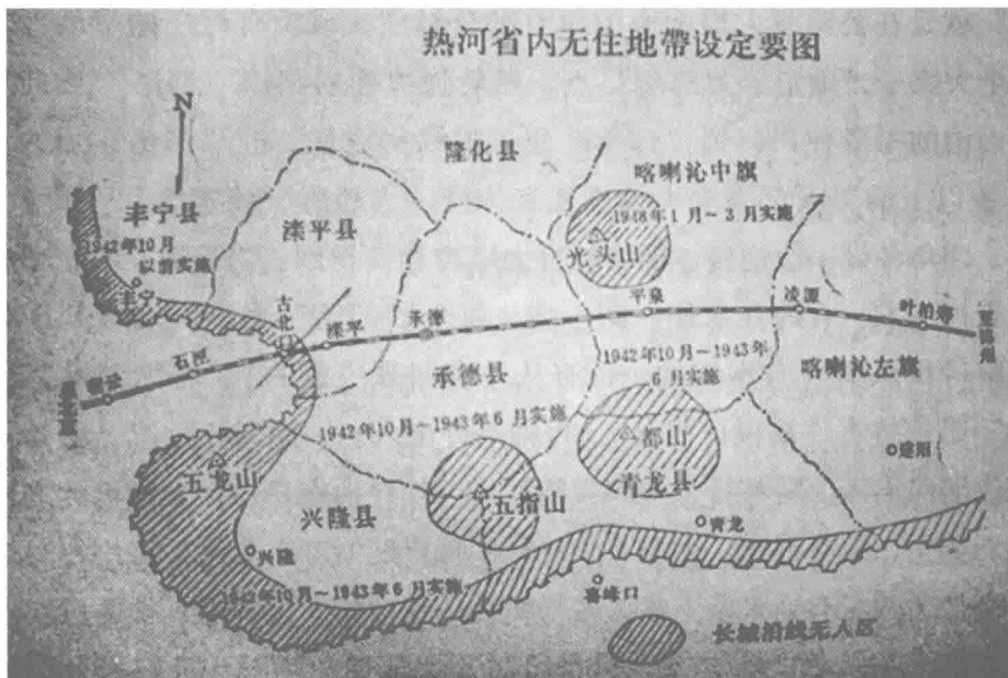 热河省内无住地帶设定要图
N
隆化县
喀喇沁中旗
丰宁县
滦平县
1948年1月～3月实施
1942年10月
以前实施
光头山
丰宁
古北口
平泉
凌源
叶柏寿
滦平
承德
石匣
密云
至锦州
承德县
1942年10月～1943年
6月实施
喀喇沁左旗
1942年10月～1943年6月实施
都山
五龙山
青龙县
五指山
兴隆县
青龙
兴隆
1942年10月～1943年6月实施
喜峰口
长城沿线无人区